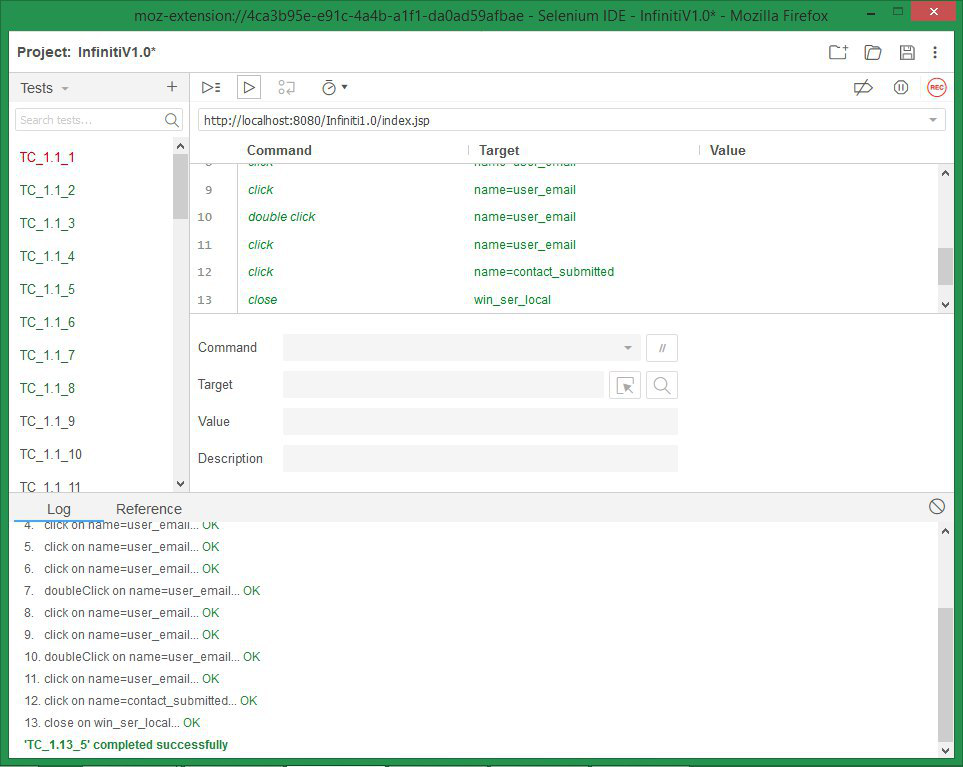 moz-extension://4ca3b95e-e91c-4a4b-a1f1-da0ad59afbae - Selenium IDE - InfinitiV1.0* - Mozilla Firefox
Project: InfinitiV1.0*
Tests
REC
Search tests...
http://localhost:8080/Infiniti1.0/index.jsp
Command Target Value
TC_1.1_1
TC_1.1_2
TC_1.1_3
TC_1.1_4
TC_1.1_5
TC_1.1_6
TC_1.1_7
TC_1.1_8
TC_1.1_9
TC_1.1_10
TC_1.1_11
8 click name=user_email
9 click name=user_email
10 double click name=user_email
11 click name=user_email
12 click name=contact_submitted
13 close win_ser_local
Command //
Target
Value
Description
Log Reference
4. click on name=user_email... OK
5. click on name=user_email... OK
6. click on name=user_email... OK
7. doubleClick on name=user_email... OK
8. click on name=user_email... OK
9. click on name=user_email... OK
10. doubleClick on name=user_email... OK
11. click on name=user_email... OK
12. click on name=contact_submitted... OK
13. close on win_ser_local... OK
'TC_1.13_5' completed successfully